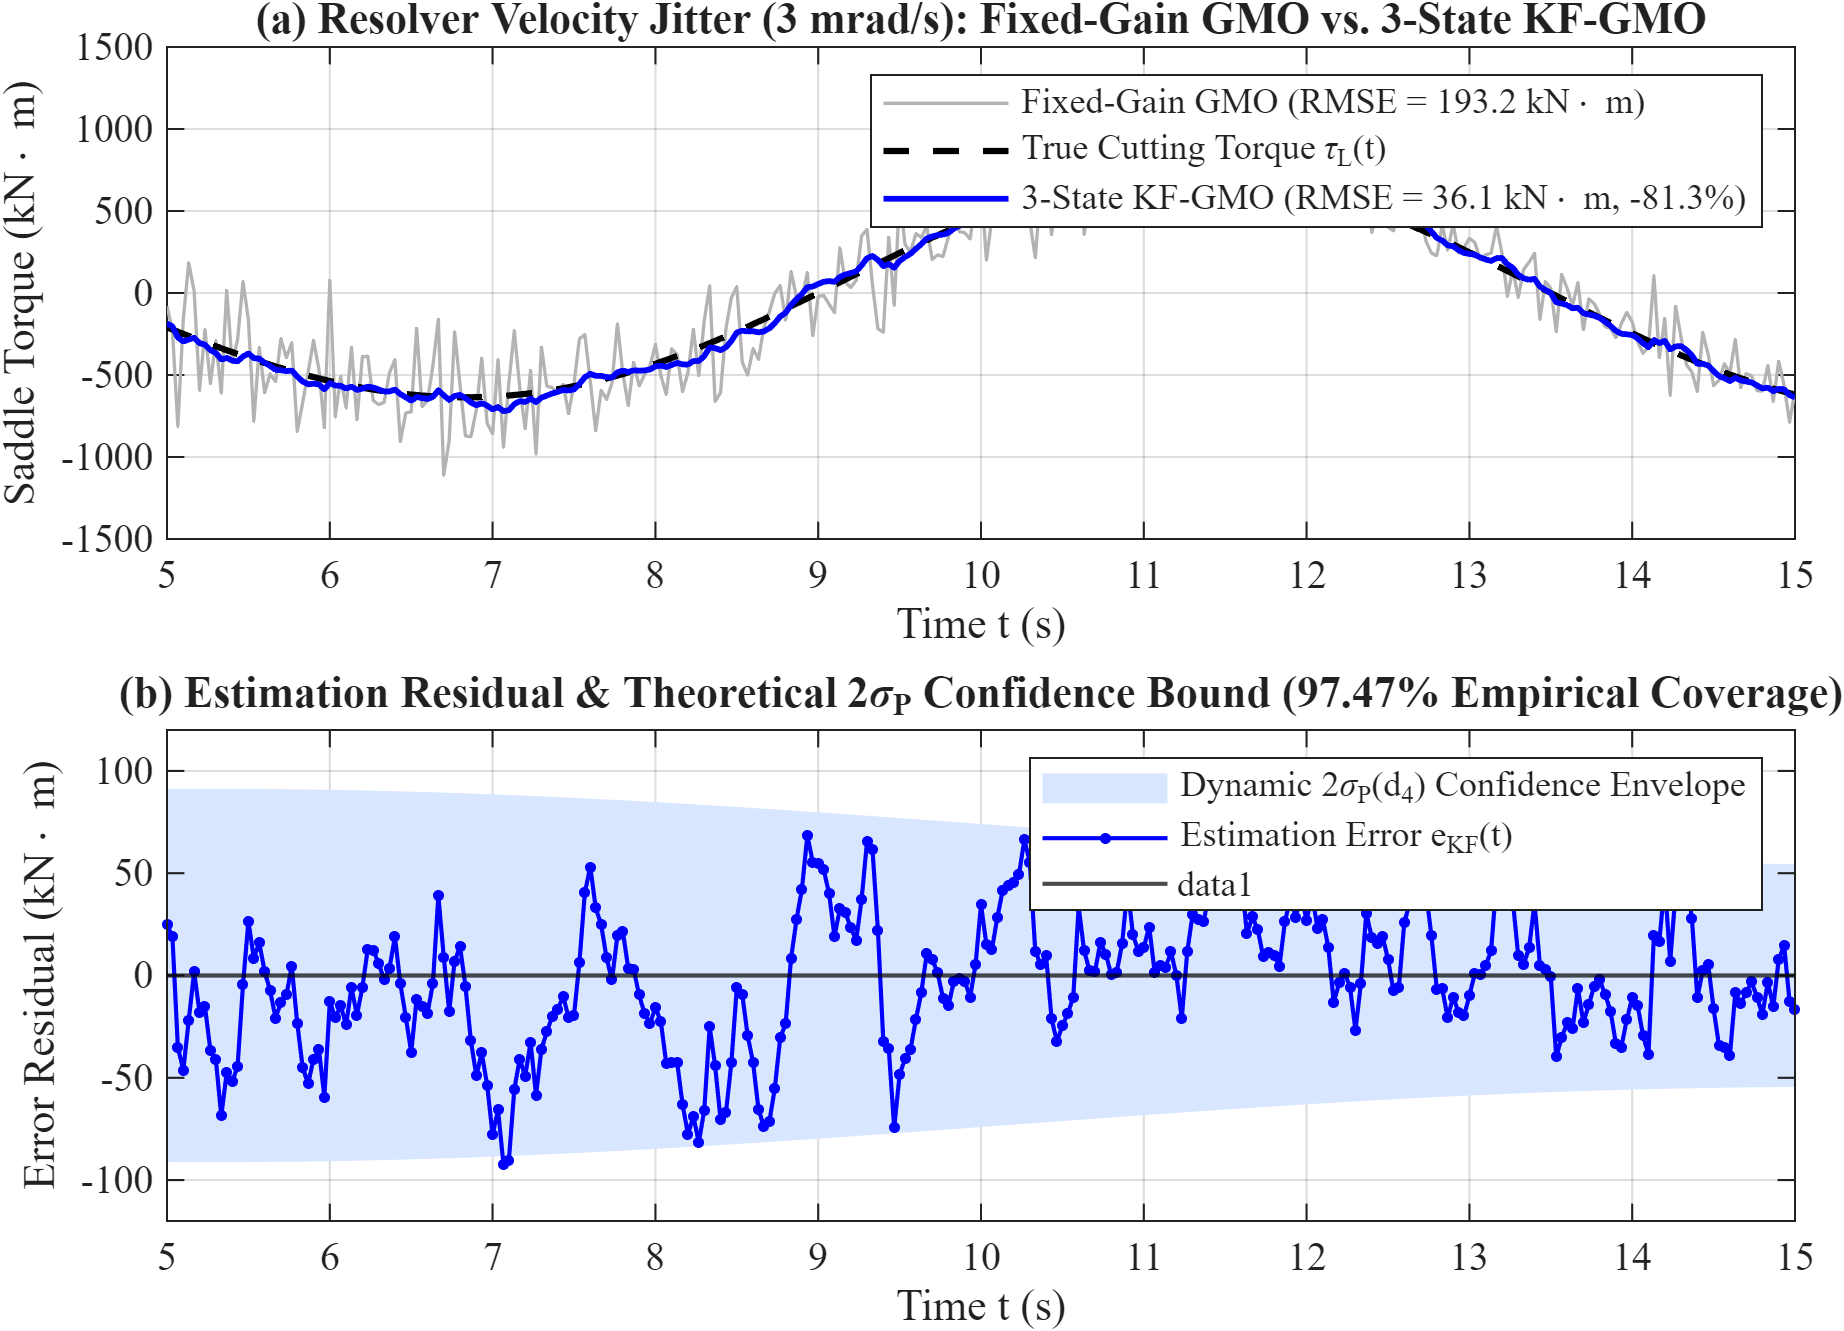 (a) Resolver Velocity Jitter (3 mrad/s): Fixed-Gain GMO vs. 3-State KF-GMO
1500
1000
500
0
-500
-1000
-1500
Saddle Torque (kN · m)
Fixed-Gain GMO (RMSE = 193.2 kN · m)
True Cutting Torque τL(t)
3-State KF-GMO (RMSE = 36.1 kN · m, -81.3%)
5 6 7 8 9 10 11 12 13 14 15
Time t (s)
(b) Estimation Residual & Theoretical 2σP Confidence Bound (97.47% Empirical Coverage)
100
50
0
-50
-100
Error Residual (kN · m)
Dynamic 2σP(d4) Confidence Envelope
Estimation Error eKF(t)
data1
5 6 7 8 9 10 11 12 13 14 15
Time t (s)